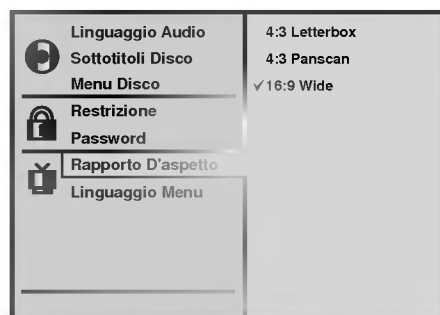 Linguaggio Audio
Sottotitoli Disco
Menu Disco
Restrizione
Password
Rapporto D'aspetto
Linguaggio Menu
4:3 Letterbox
4:3 Panscan
✓16:9 Wide